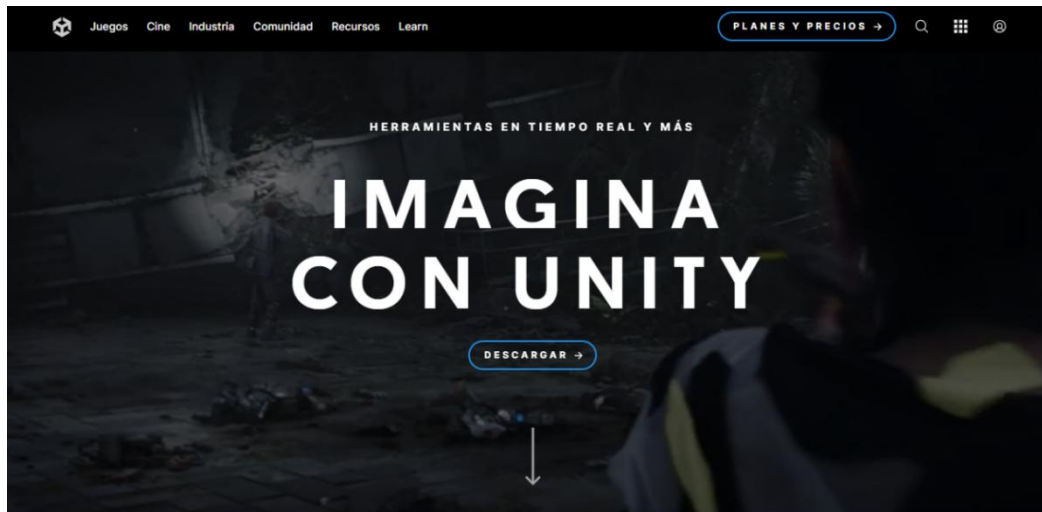 Juegos Cine Industria Comunidad Recursos Learn PLANES Y PRECIOS →
HERRAMIENTAS EN TIEMPO REAL Y MÁS
IMAGINA
CON UNITY
DESCARGAR →